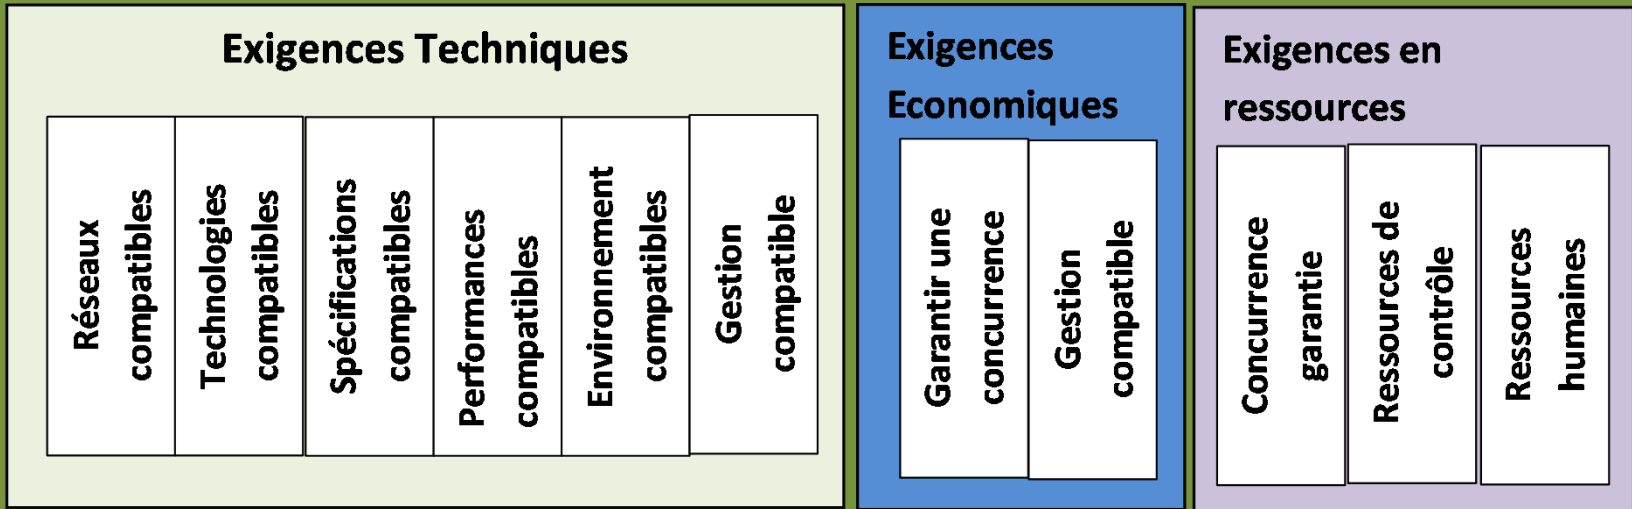 Exigences Techniques
Réseaux
compatibles
Technologies
compatibles
Spécifications
compatibles
Performances
compatibles
Environnement
compatibles
Gestion
compatible
Exigences
Economiques
Garantir une
concurrence
Gestion
compatible
Exigences en
ressources
Concurrence
garantie
Ressources de
contrôle
Ressources
humaines